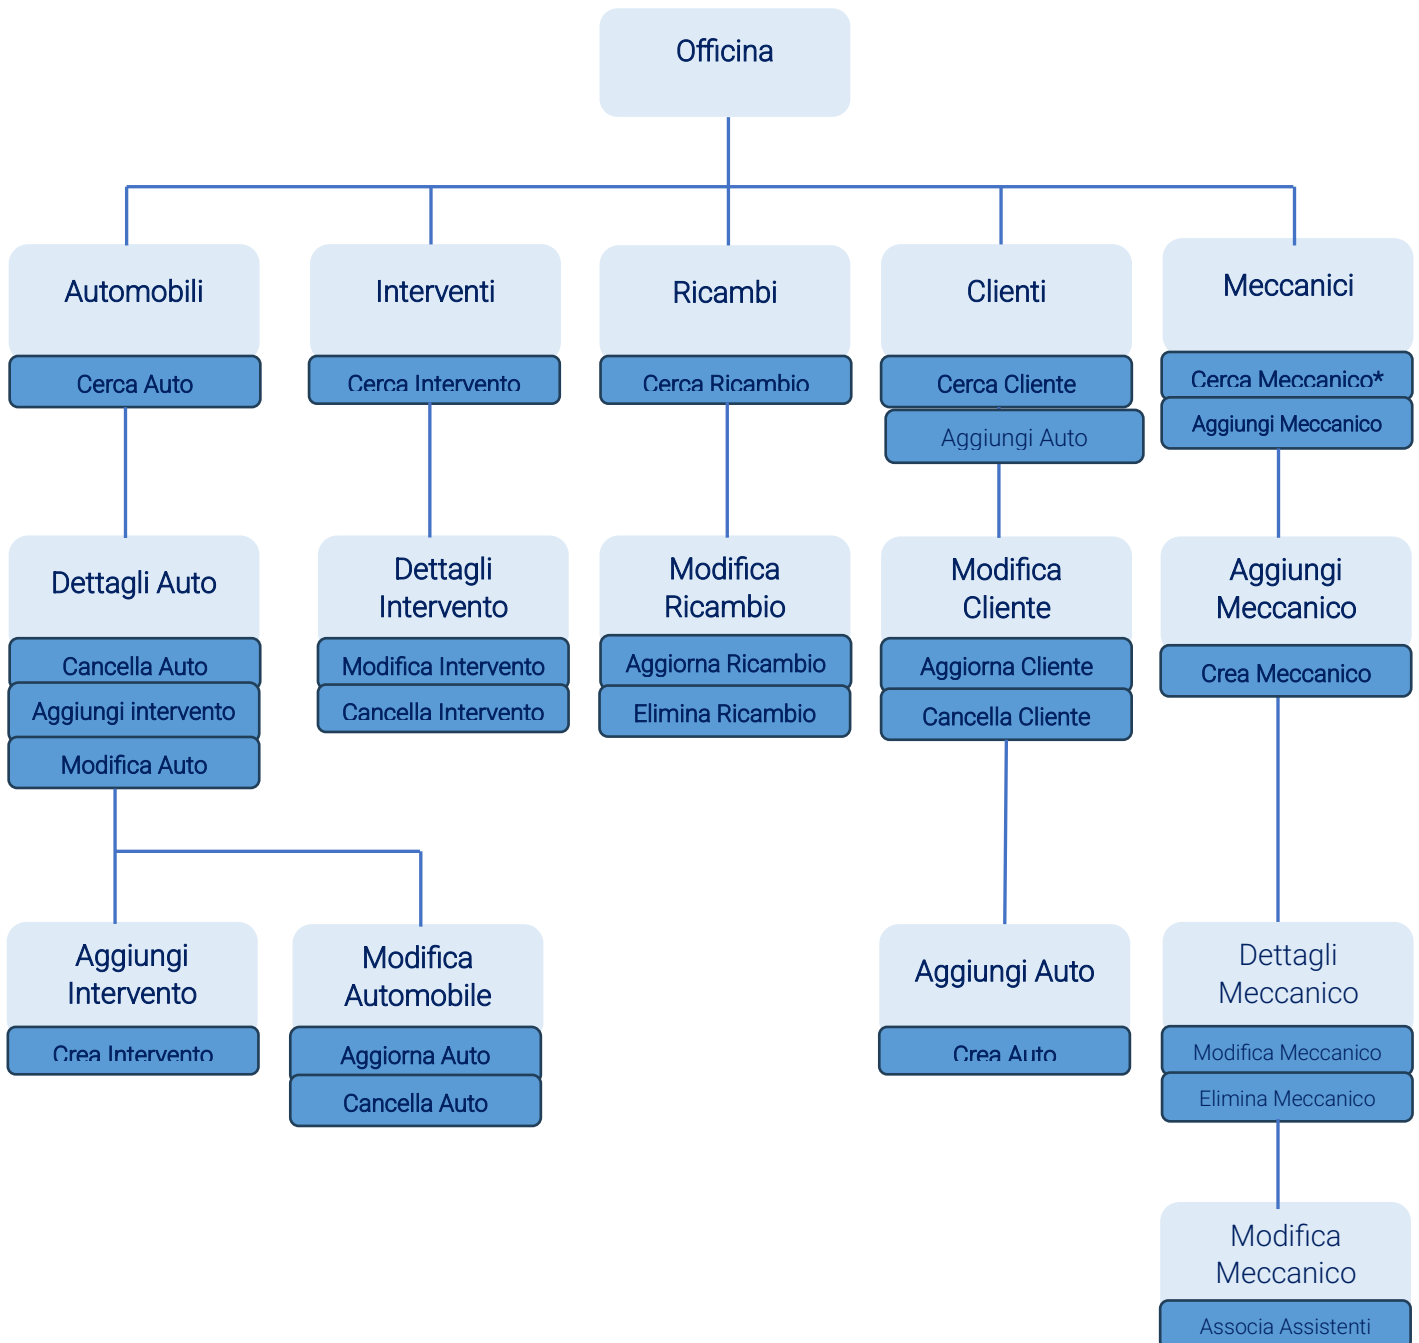 Officina
Automobili
Interventi
Ricambi
Clienti
Meccanici
Cerca Auto
Cerca Intervento
Cerca Ricambio
Cerca Cliente
Cerca Meccanico*
Aggiungi Auto
Aggiungi Meccanico
Dettagli Auto
Dettagli
Intervento
Modifica
Ricambio
Modifica
Cliente
Aggiungi
Meccanico
Cancella Auto
Aggiungi intervento
Modifica Auto
Modifica Intervento
Cancella Intervento
Aggiorna Ricambio
Elimina Ricambio
Aggiorna Cliente
Cancella Cliente
Crea Meccanico
Aggiungi
Intervento
Modifica
Automobile
Aggiungi Auto
Dettagli
Meccanico
Crea Intervento
Aggiorna Auto
Cancella Auto
Crea Auto
Modifica Meccanico
Elimina Meccanico
Modifica
Meccanico
Associa Assistenti